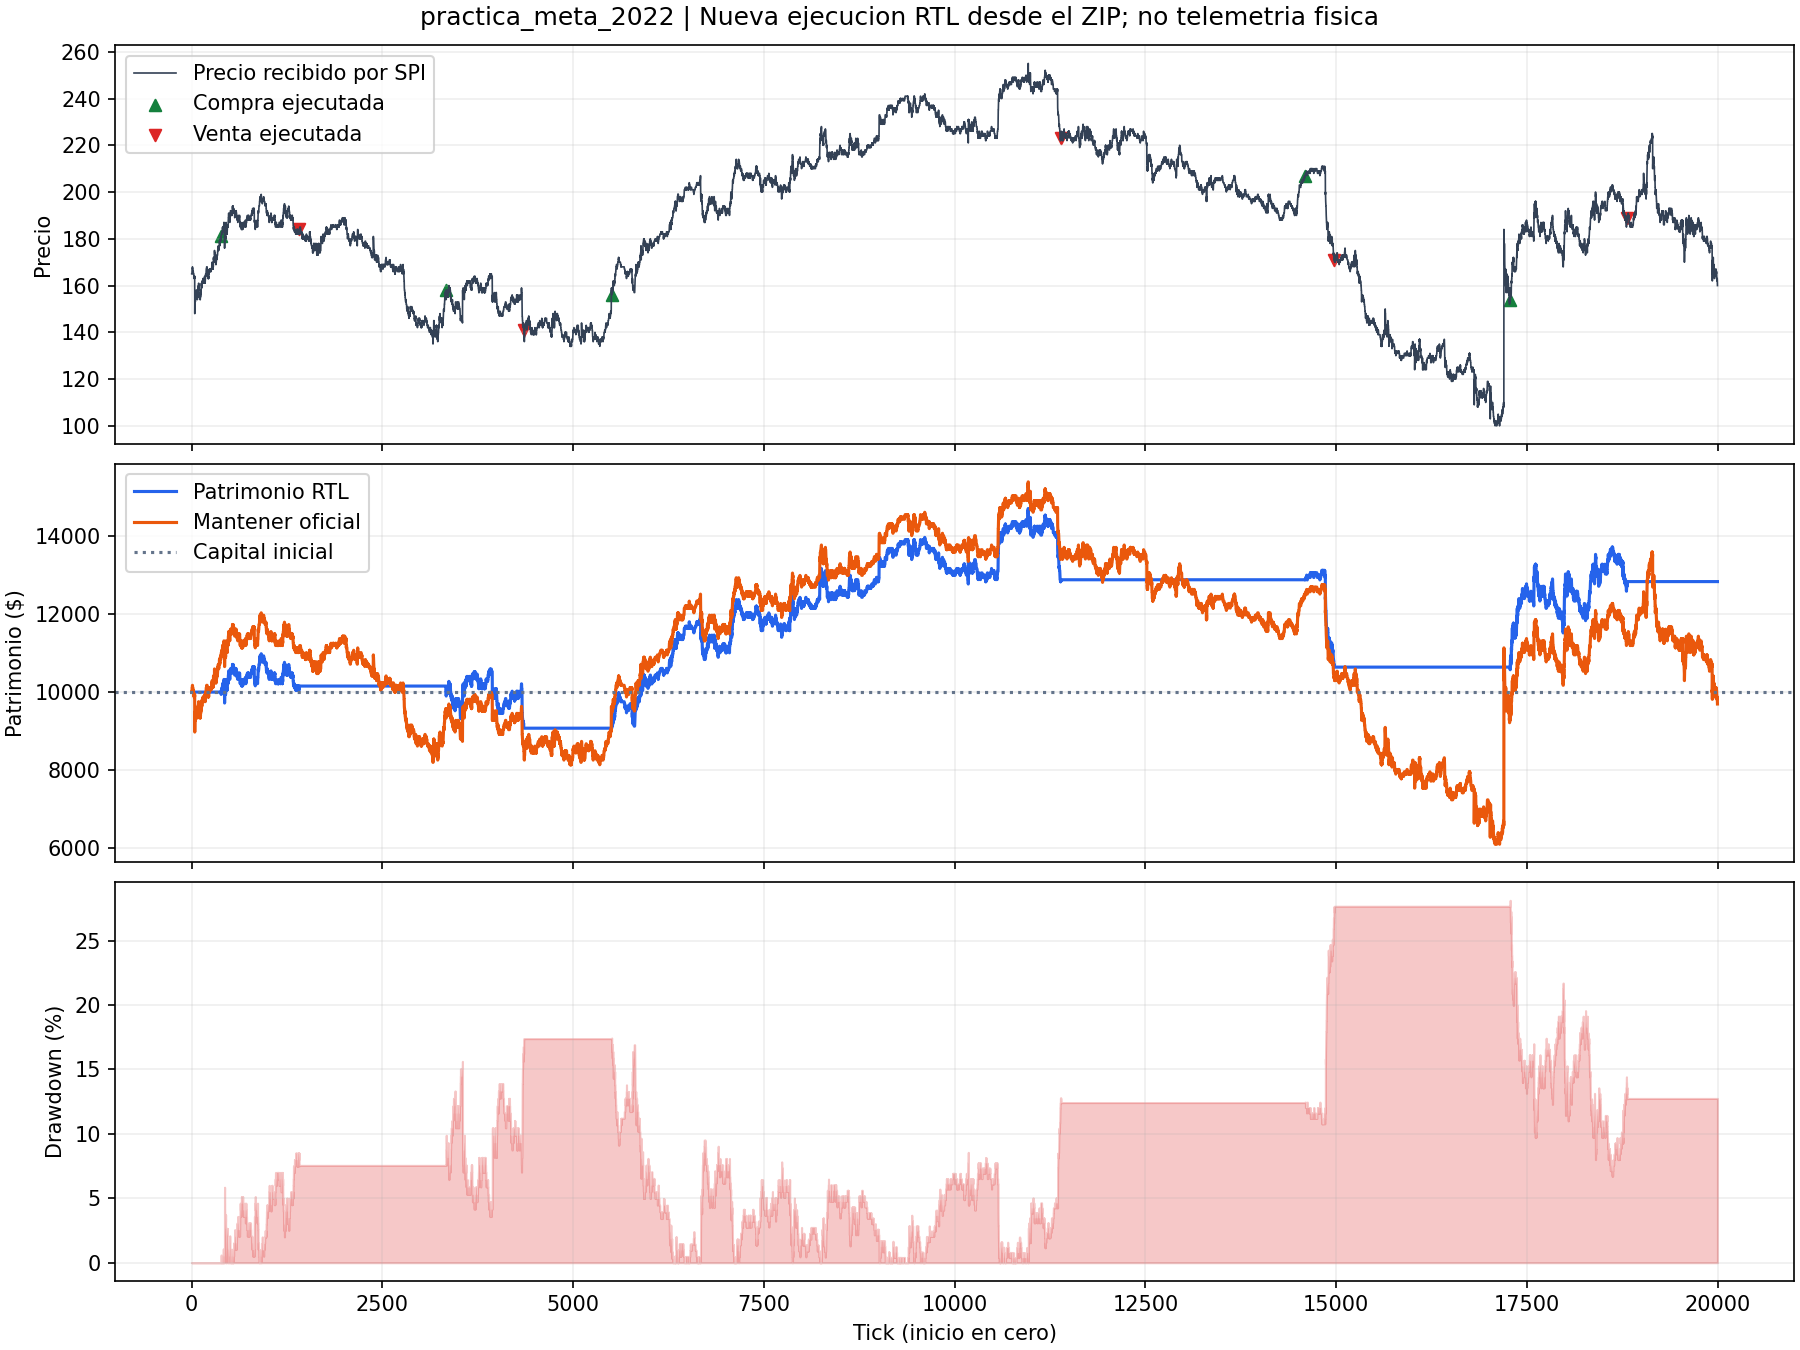 practica_meta_2022 | Nueva ejecucion RTL desde el ZIP; no telemetria fisica
Precio
260
240
220
200
180
160
140
120
100
Precio recibido por SPI
Compra ejecutada
Venta ejecutada
Patrimonio ($)
14000
12000
10000
8000
6000
Patrimonio RTL
Mantener oficial
Capital inicial
Drawdown (%)
25
20
15
10
5
0
0 2500 5000 7500 10000 12500 15000 17500 20000
Tick (inicio en cero)